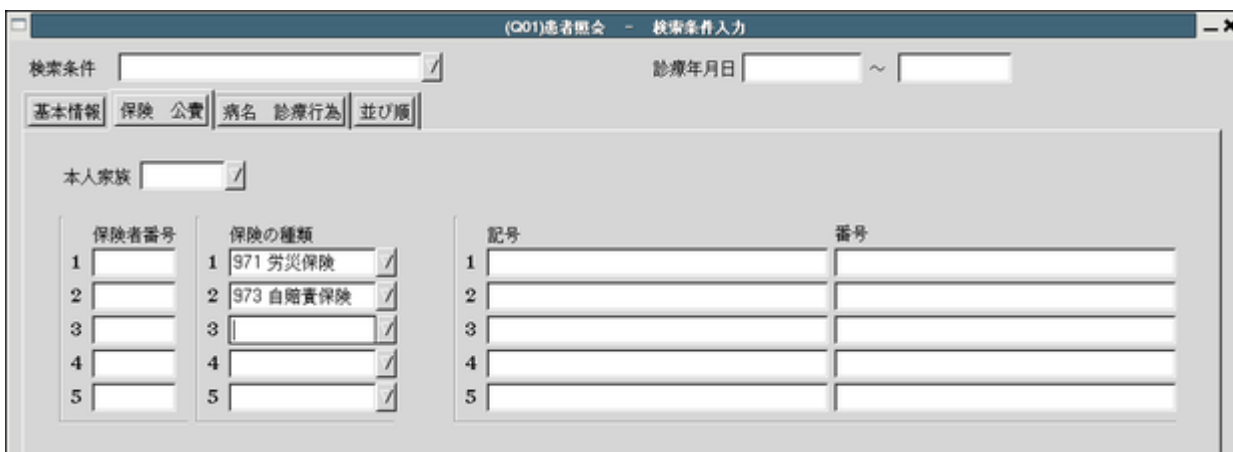 (Q01)患者照会 - 検索条件入力
検索条件 診療年月日 ～
基本情報 保険 公費 病名 診療行為 並び順
本人家族
保険者番号 保険の種類 記号 番号
1 1 971 労災保険 1
2 2 973 自賠責保険 2
3 3 3
4 4 4
5 5 5